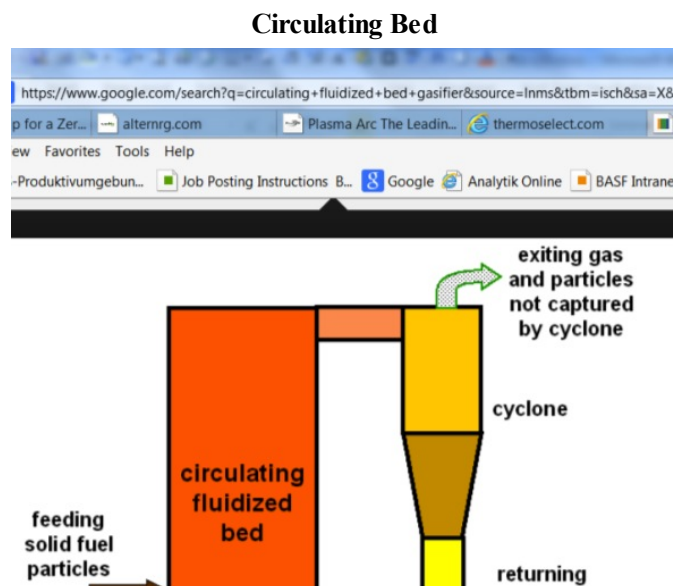 Circulating Bed
https://www.google.com/search?q=circulating+fluidized+bed+gasifier&source=lnms&tbm=isch&sa=X&
p for a Zer... alternrg.com Plasma Arc The Leadin... thermoselect.com
ew Favorites Tools Help
-Produktivumgebun... Job Posting Instructions B... Google Analytik Online BASF Intrane
exiting gas
and particles
not captured
by cyclone
cyclone
circulating
fluidized
bed
feeding
solid fuel
particles
returning